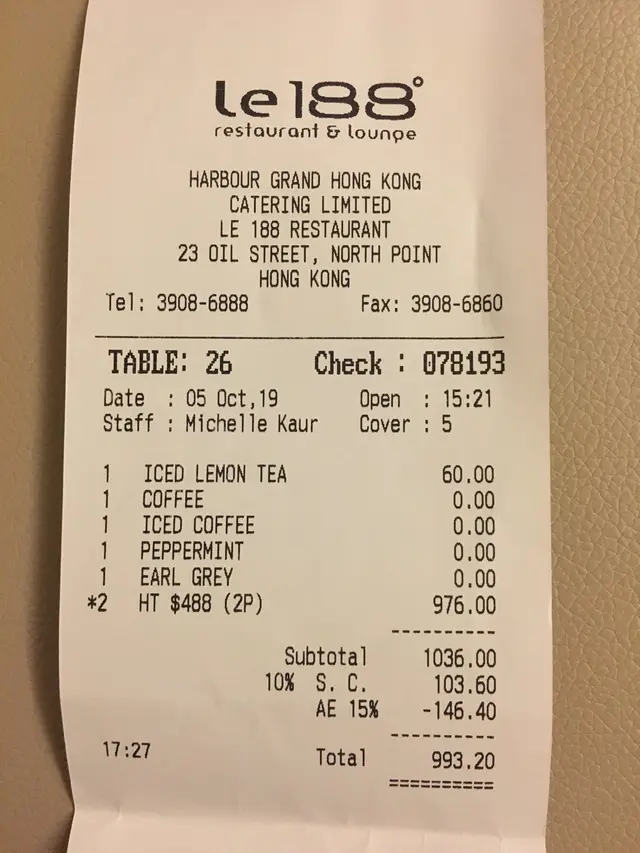 Le188°
restaurant & lounge
HARBOUR GRAND HONG KONG
CATERING LIMITED
LE 188 RESTAURANT
23 OIL STREET, NORTH POINT
HONG KONG
Tel: 3908-6888 Fax: 3908-6860
TABLE: 26 Check : 078193
Date : 05 Oct,19 Open : 15:21
Staff : Michelle Kaur Cover : 5
1 ICED LEMON TEA 60.00
1 COFFEE 0.00
1 ICED COFFEE 0.00
1 PEPPERMINT 0.00
1 EARL GREY 0.00
*2 HT $488 (2P) 976.00
Subtotal 1036.00
10% S. C. 103.60
AE 15% -146.40
17:27 Total 993.20